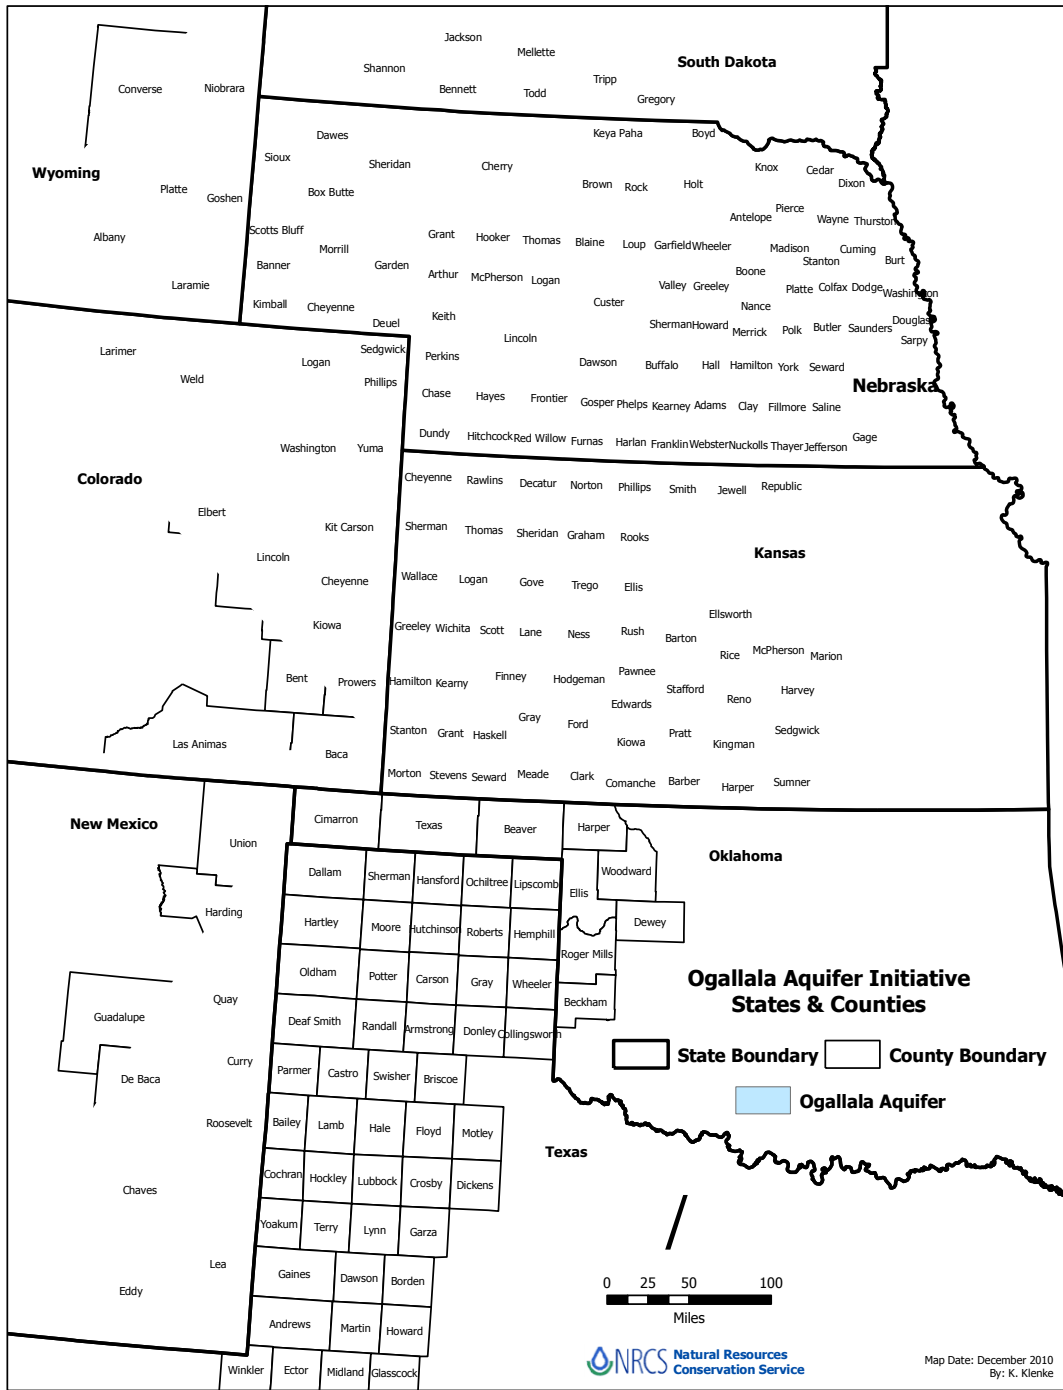 Jackson
Mellette
Shannon
South Dakota
Tripp
Bennett
Todd
Gregory
Converse
Niobrara
Wyoming
Platte
Goshen
Albany
Laramie
Dawes
Keya Paha
Boyd
Sioux
Sheridan
Cherry
Knox
Cedar
Dixon
Box Butte
Brown
Rock
Holt
Antelope
Pierce
Wayne
Thurston
Scotts Bluff
Morrill
Grant
Hooker
Thomas
Blaine
Loup
Garfield
Wheeler
Madison
Stanton
Cuming
Burt
Banner
Garden
Arthur
McPherson
Logan
Boone
Valley
Greeley
Platte
Colfax
Dodge
Washington
Kimball
Cheyenne
Deuel
Keith
Custer
Nance
Lincoln
Sherman
Howard
Merrick
Polk
Butler
Saunders
Douglas
Sarpy
Perkins
Dawson
Buffalo
Hall
Hamilton
York
Seward
Nebraska
Chase
Hayes
Frontier
Gosper
Phelps
Kearney
Adams
Clay
Fillmore
Saline
Dundy
Hitchcock
Red Willow
Furnas
Harlan
Franklin
Webster
Nuckolls
Thayer
Jefferson
Gage
Larimer
Logan
Sedgwick
Weld
Phillips
Washington
Yuma
Colorado
Elbert
Kit Carson
Lincoln
Cheyenne
Kiowa
Bent
Prowers
Las Animas
Baca
Cheyenne
Rawlins
Decatur
Norton
Phillips
Smith
Jewell
Republic
Sherman
Thomas
Sheridan
Graham
Rooks
Kansas
Wallace
Logan
Gove
Trego
Ellis
Ellsworth
Greeley
Wichita
Scott
Lane
Ness
Rush
Barton
Rice
McPherson
Marion
Hamilton
Kearny
Finney
Hodgeman
Pawnee
Stafford
Reno
Harvey
Edwards
Stanton
Grant
Haskell
Gray
Ford
Kiowa
Pratt
Kingman
Sedgwick
Morton
Stevens
Seward
Meade
Clark
Comanche
Barber
Harper
Sumner
New Mexico
Union
Harding
Quay
Guadalupe
Curry
De Baca
Roosevelt
Chaves
Lea
Eddy
Cimarron
Texas
Beaver
Harper
Oklahoma
Woodward
Ellis
Dewey
Roger Mills
Beckham
Dallam
Sherman
Hansford
Ochiltree
Lipscomb
Hartley
Moore
Hutchinson
Roberts
Hemphill
Oldham
Potter
Carson
Gray
Wheeler
Deaf Smith
Randall
Armstrong
Donley
Collingsworth
Parmer
Castro
Swisher
Briscoe
Bailey
Lamb
Hale
Floyd
Motley
Texas
Cochran
Hockley
Lubbock
Crosby
Dickens
Yoakum
Terry
Lynn
Garza
Gaines
Dawson
Borden
Andrews
Martin
Howard
Winkler
Ector
Midland
Glasscock
Ogallala Aquifer Initiative
States & Counties
State Boundary
County Boundary
Ogallala Aquifer
0 25 50 100
Miles
NRCS Natural Resources
Conservation Service
Map Date: December 2010
By: K. Klenke